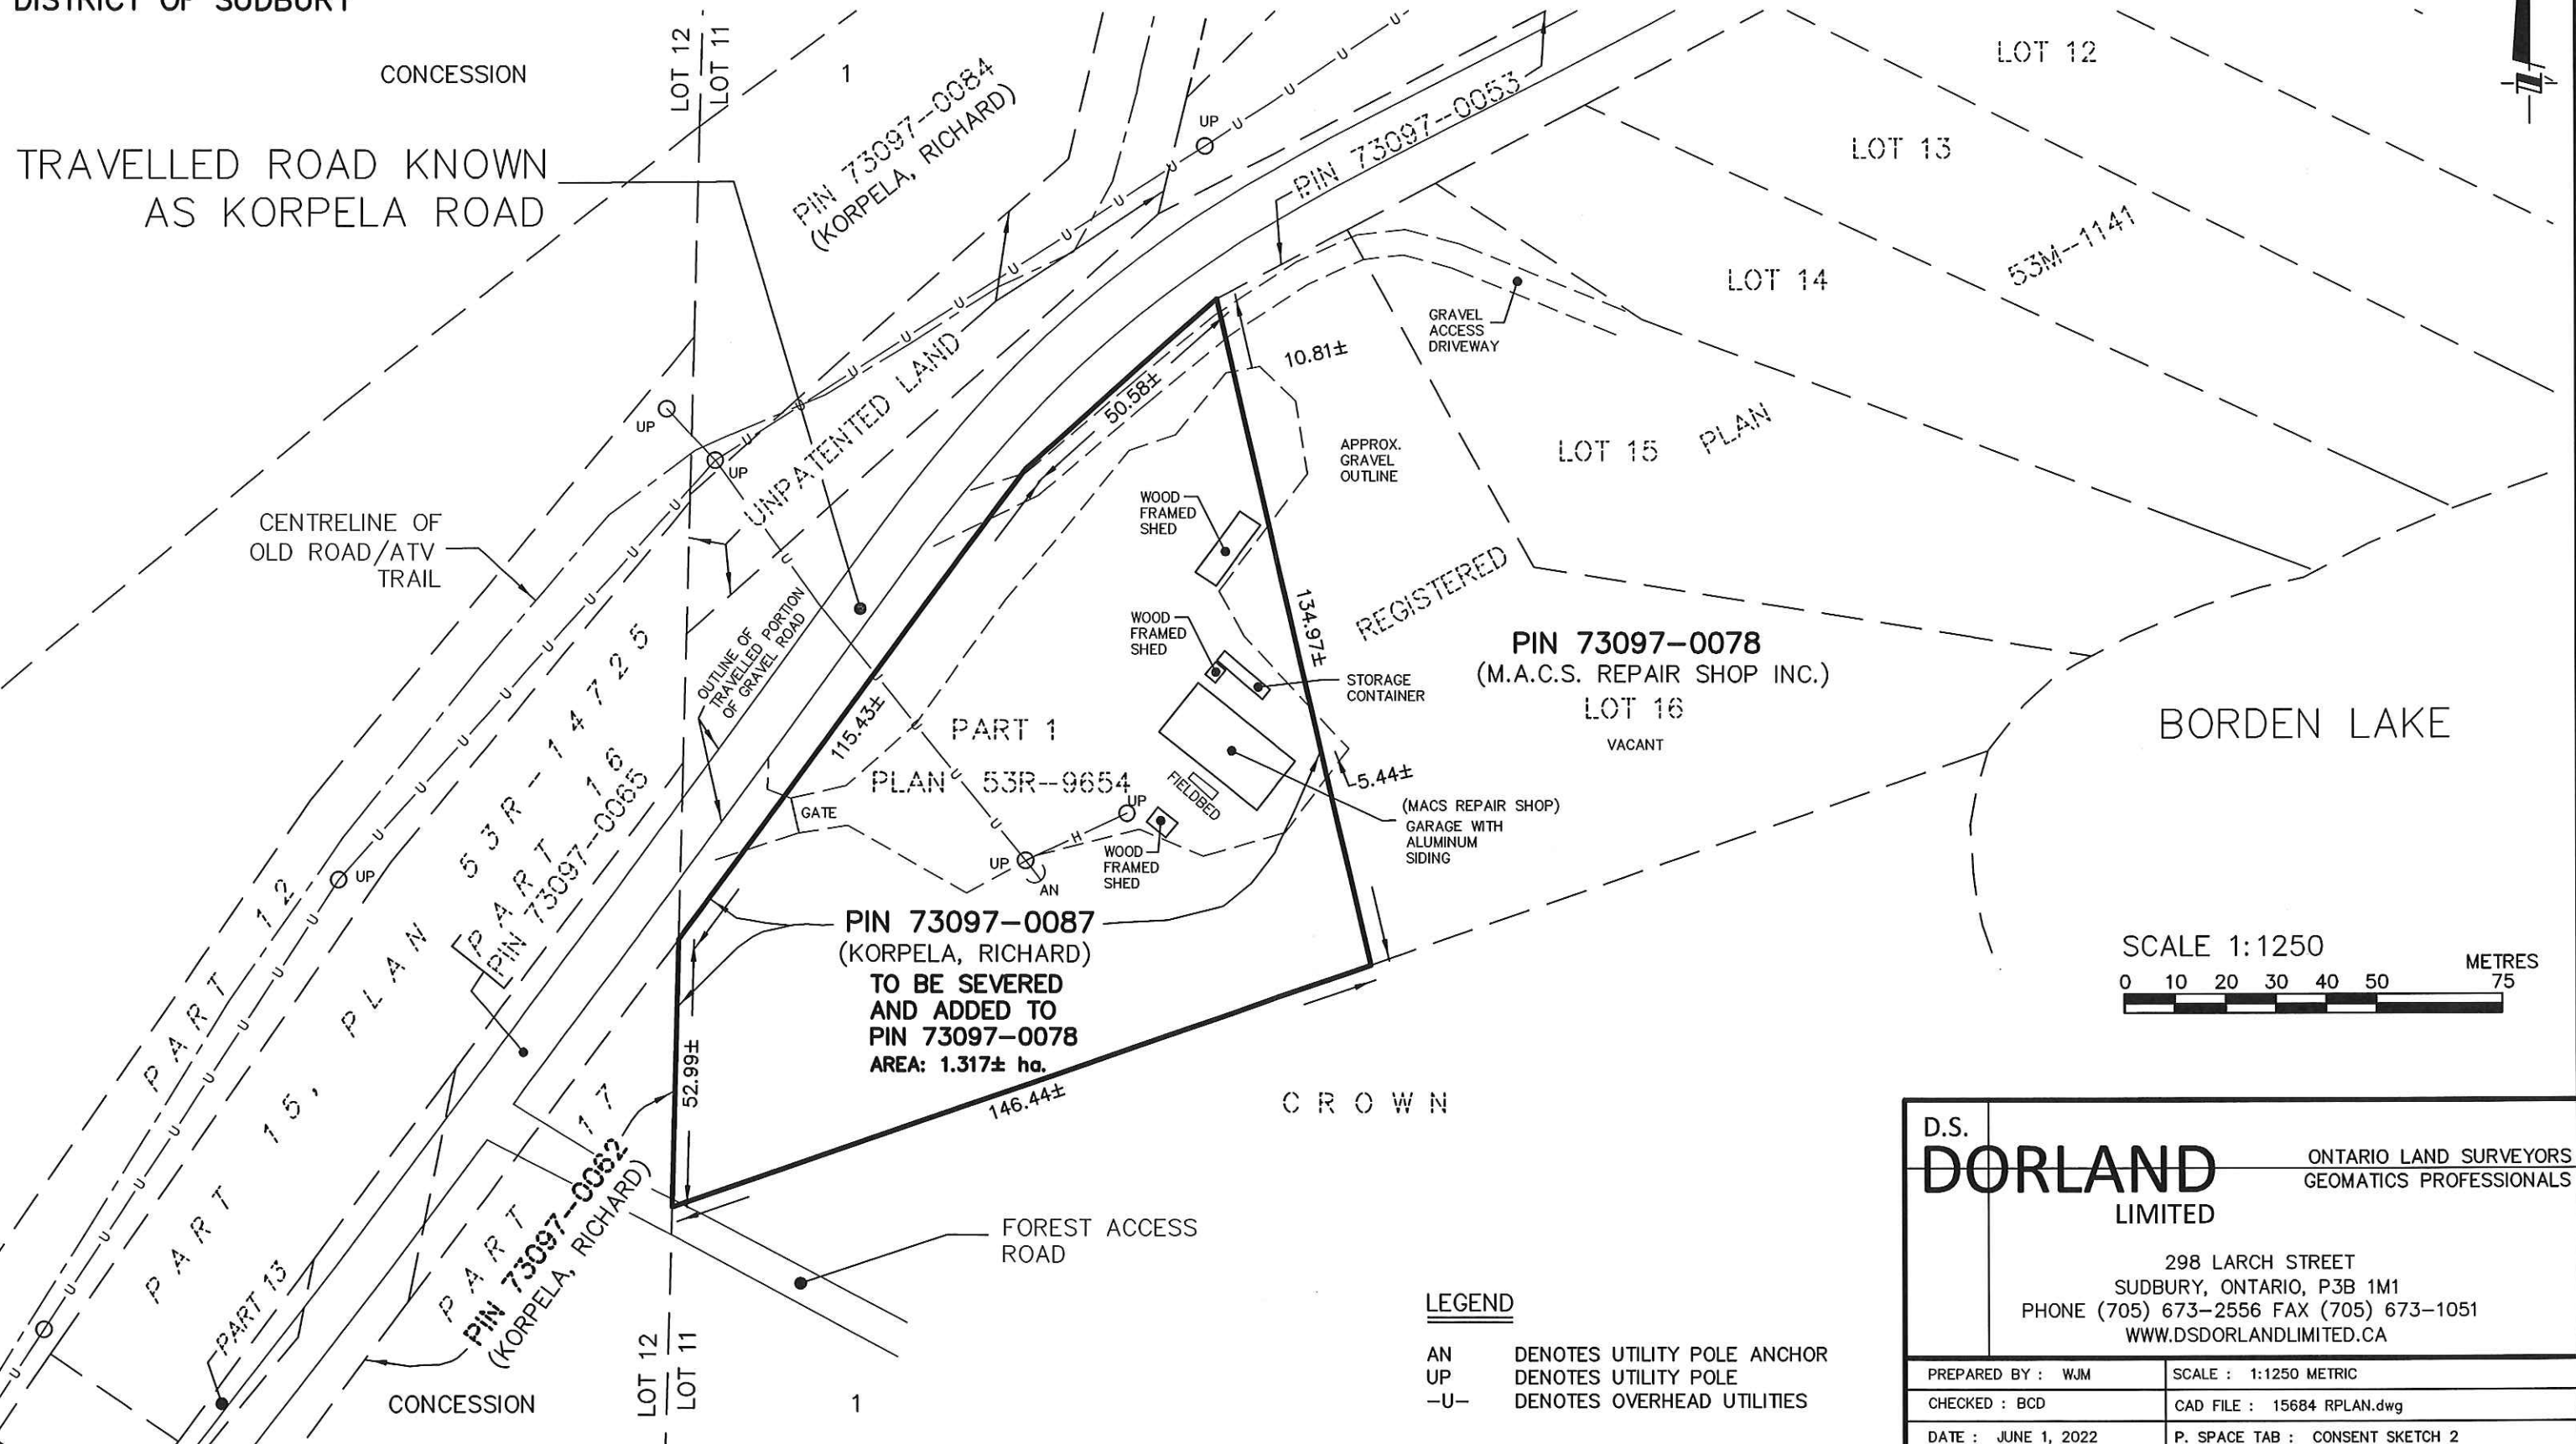 DISTRICT OF SUDBURY
CONCESSION
1
LOT 12
LOT 11
TRAVELLED ROAD KNOWN
AS KORPELA ROAD
PIN 73097-0084
(KORPELA, RICHARD)
UP
PIN 73097-0053
LOT 12
LOT 13
53M-1141
LOT 14
GRAVEL
ACCESS
DRIVEWAY
10.81±
50.58±
UP
UP
UNPATENTED LAND
APPROX.
GRAVEL
OUTLINE
LOT 15
PLAN
REGISTERED
WOOD
FRAMED
SHED
CENTRELINE OF
OLD ROAD/ATV
TRAIL
OUTLINE OF
TRAVELLED PORTION
OF GRAVEL ROAD
WOOD
FRAMED
SHED
134.97±
STORAGE
CONTAINER
PIN 73097-0078
(M.A.C.S. REPAIR SHOP INC.)
LOT 16
VACANT
BORDEN LAKE
115.43±
PART 1
PLAN 53R-9654
GATE
FIELDBED
UP
5.44±
(MACS REPAIR SHOP)
GARAGE WITH
ALUMINUM
SIDING
UP
H
AN
WOOD
FRAMED
SHED
UP
PART 12
PART 15, PLAN 53R-14725
PART 16
PIN 73097-0065
PIN 73097-0087
(KORPELA, RICHARD)
TO BE SEVERED
AND ADDED TO
PIN 73097-0078
AREA: 1.317± ha.
52.99±
146.44±
CROWN
SCALE 1:1250
METRES
0 10 20 30 40 50 75
PART 17
PIN 73097-0062
(KORPELA, RICHARD)
PART 13
FOREST ACCESS
ROAD
LOT 12
LOT 11
CONCESSION
1
LEGEND
AN DENOTES UTILITY POLE ANCHOR
UP DENOTES UTILITY POLE
-U- DENOTES OVERHEAD UTILITIES
D.S.
DORLAND
LIMITED
ONTARIO LAND SURVEYORS
GEOMATICS PROFESSIONALS
298 LARCH STREET
SUDBURY, ONTARIO, P3B 1M1
PHONE (705) 673-2556 FAX (705) 673-1051
WWW.DSDORLANDLIMITED.CA
PREPARED BY : WJM
SCALE : 1:1250 METRIC
CHECKED : BCD
CAD FILE : 15684 RPLAN.dwg
DATE : JUNE 1, 2022
P. SPACE TAB : CONSENT SKETCH 2